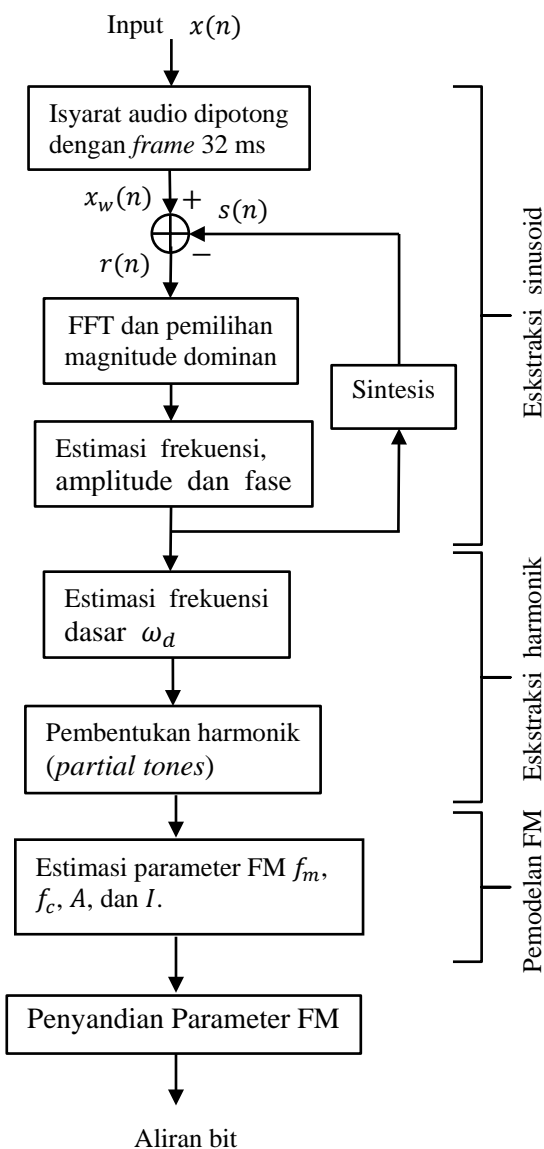 Input x(n)
Isyarat audio dipotong
dengan frame 32 ms
x_w(n) +
s(n)
−
r(n)
FFT dan pemilihan
magnitude dominan
Sintesis
Estimasi frekuensi,
amplitude dan fase
Eskstraksi sinusoid
Estimasi frekuensi
dasar ω_d
Pembentukan harmonik
(partial tones)
Eskstraksi harmonik
Estimasi parameter FM f_m,
f_c, A, dan I.
Pemodelan FM
Penyandian Parameter FM
Aliran bit